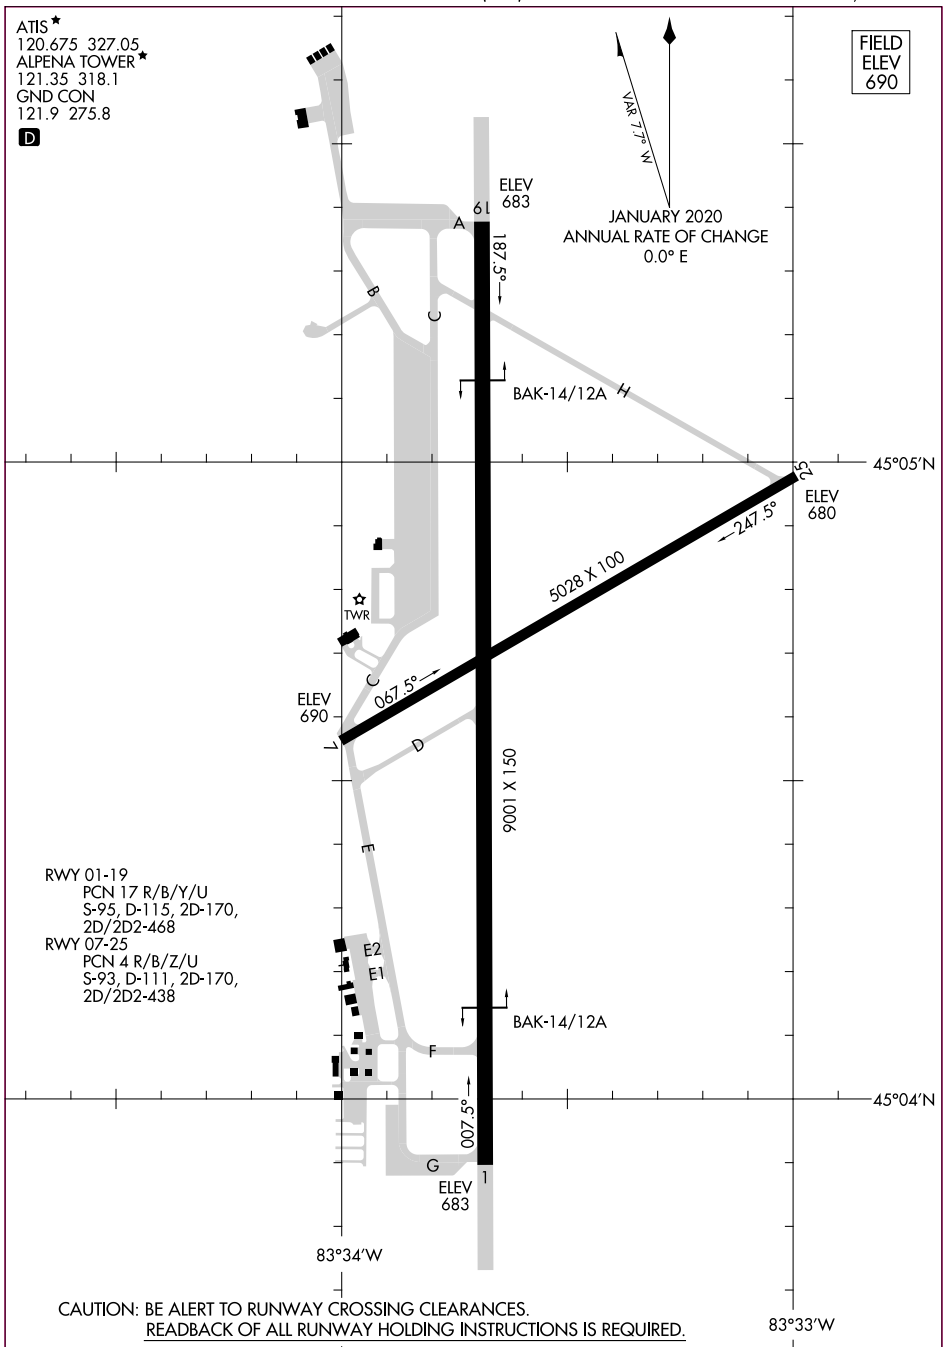 ATIS★
120.675 327.05
ALPENA TOWER★
121.35 318.1
GND CON
121.9 275.8
D
FIELD
ELEV
690
VAR 7.7° W
JANUARY 2020
ANNUAL RATE OF CHANGE
0.0° E
ELEV
683
19
A
187.5°
B
C
H
BAK-14/12A
45°05'N
25
ELEV
680
247.5°
5028 X 100
TWR
C
067.5°
ELEV
690
7
D
9001 X 150
E
RWY 01-19
PCN 17 R/B/Y/U
S-95, D-115, 2D-170,
2D/2D2-468
RWY 07-25
PCN 4 R/B/Z/U
S-93, D-111, 2D-170,
2D/2D2-438
E2
E1
BAK-14/12A
F
007.5°
45°04'N
G
1
ELEV
683
83°34'W
83°33'W
CAUTION: BE ALERT TO RUNWAY CROSSING CLEARANCES.
READBACK OF ALL RUNWAY HOLDING INSTRUCTIONS IS REQUIRED.